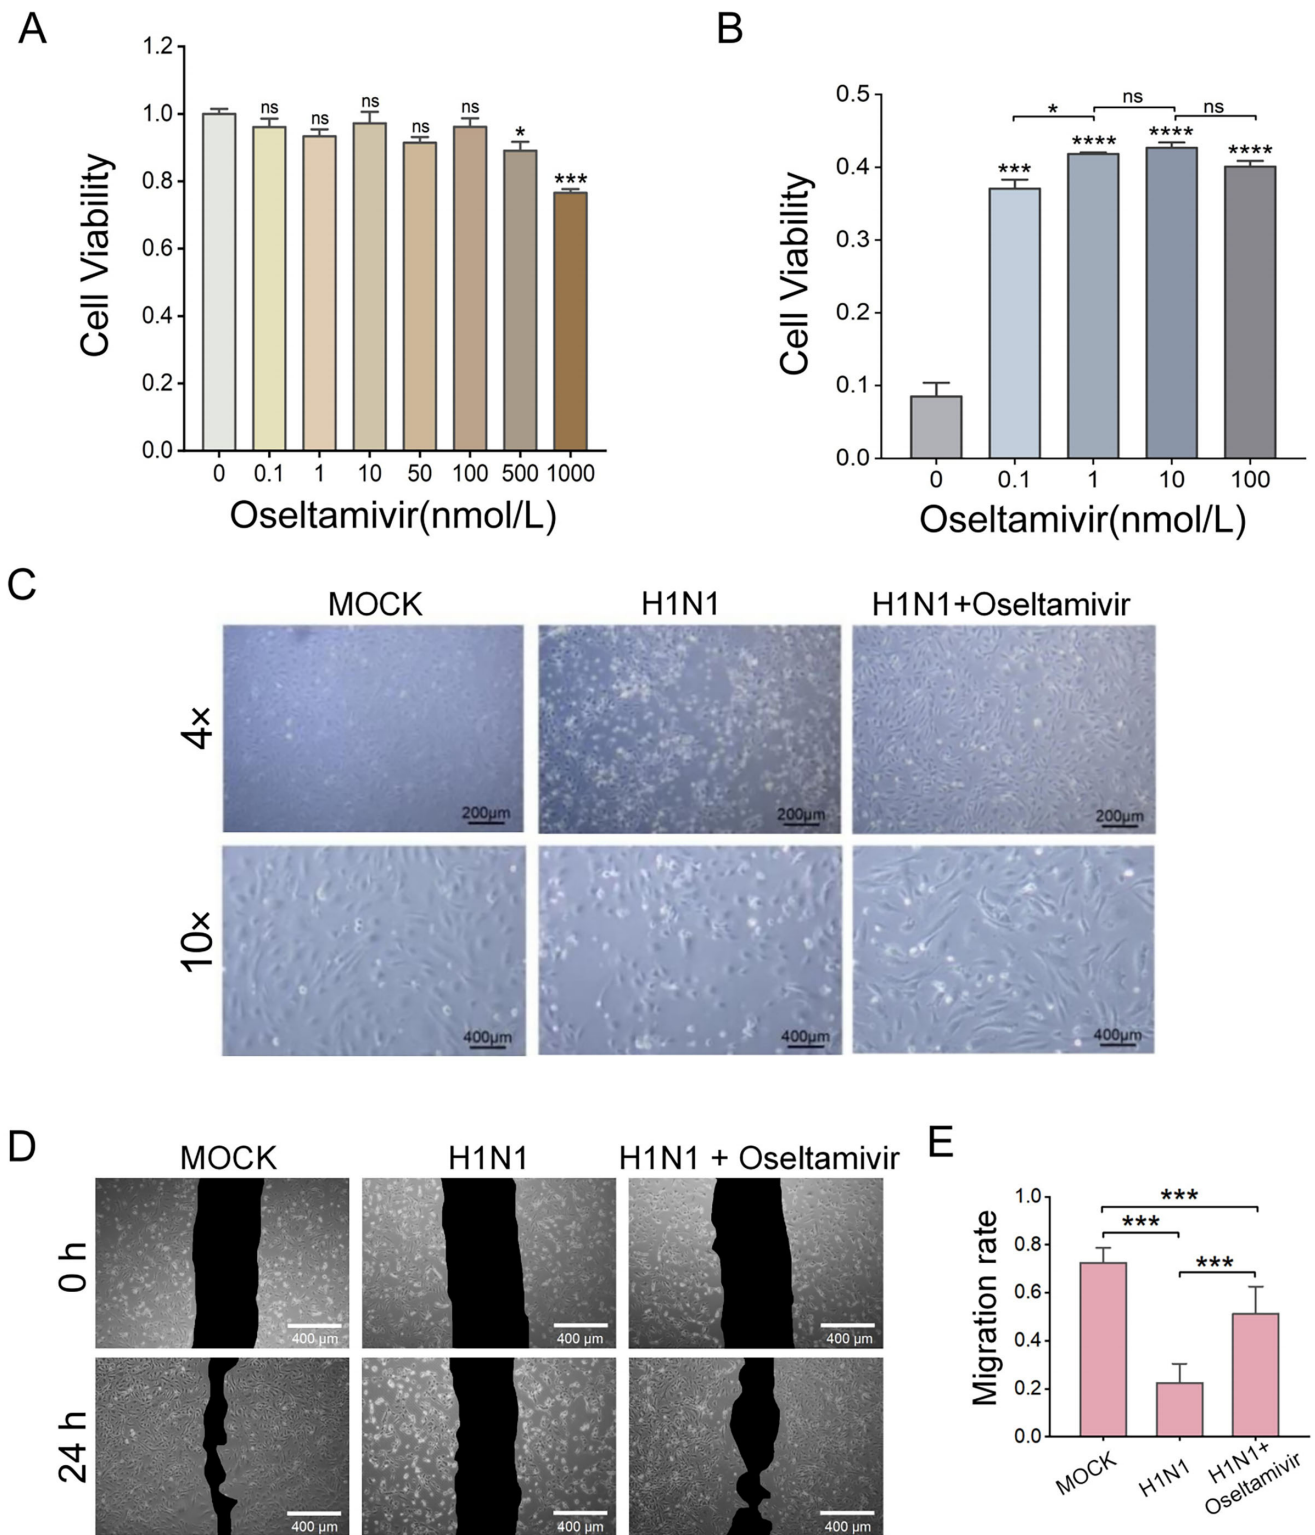 A
1.2
1.0
0.8
0.6
0.4
0.2
0.0
Cell Viability
ns
ns
ns
ns
ns
*
***
0
0.1
1
10
50
100
500
1000
Oseltamivir(nmol/L)
B
0.5
0.4
0.3
0.2
0.1
0.0
Cell Viability
*
ns
ns
***
****
****
****
0
0.1
1
10
100
Oseltamivir(nmol/L)
C
MOCK
H1N1
H1N1+Oseltamivir
4×
200μm
200μm
200μm
10×
400μm
400μm
400μm
D
MOCK
H1N1
H1N1 + Oseltamivir
0 h
400 μm
400 μm
400 μm
24 h
400 μm
400 μm
400 μm
E
1.0
0.8
0.6
0.4
0.2
0.0
Migration rate
***
***
***
MOCK
H1N1
H1N1+
Oseltamivir